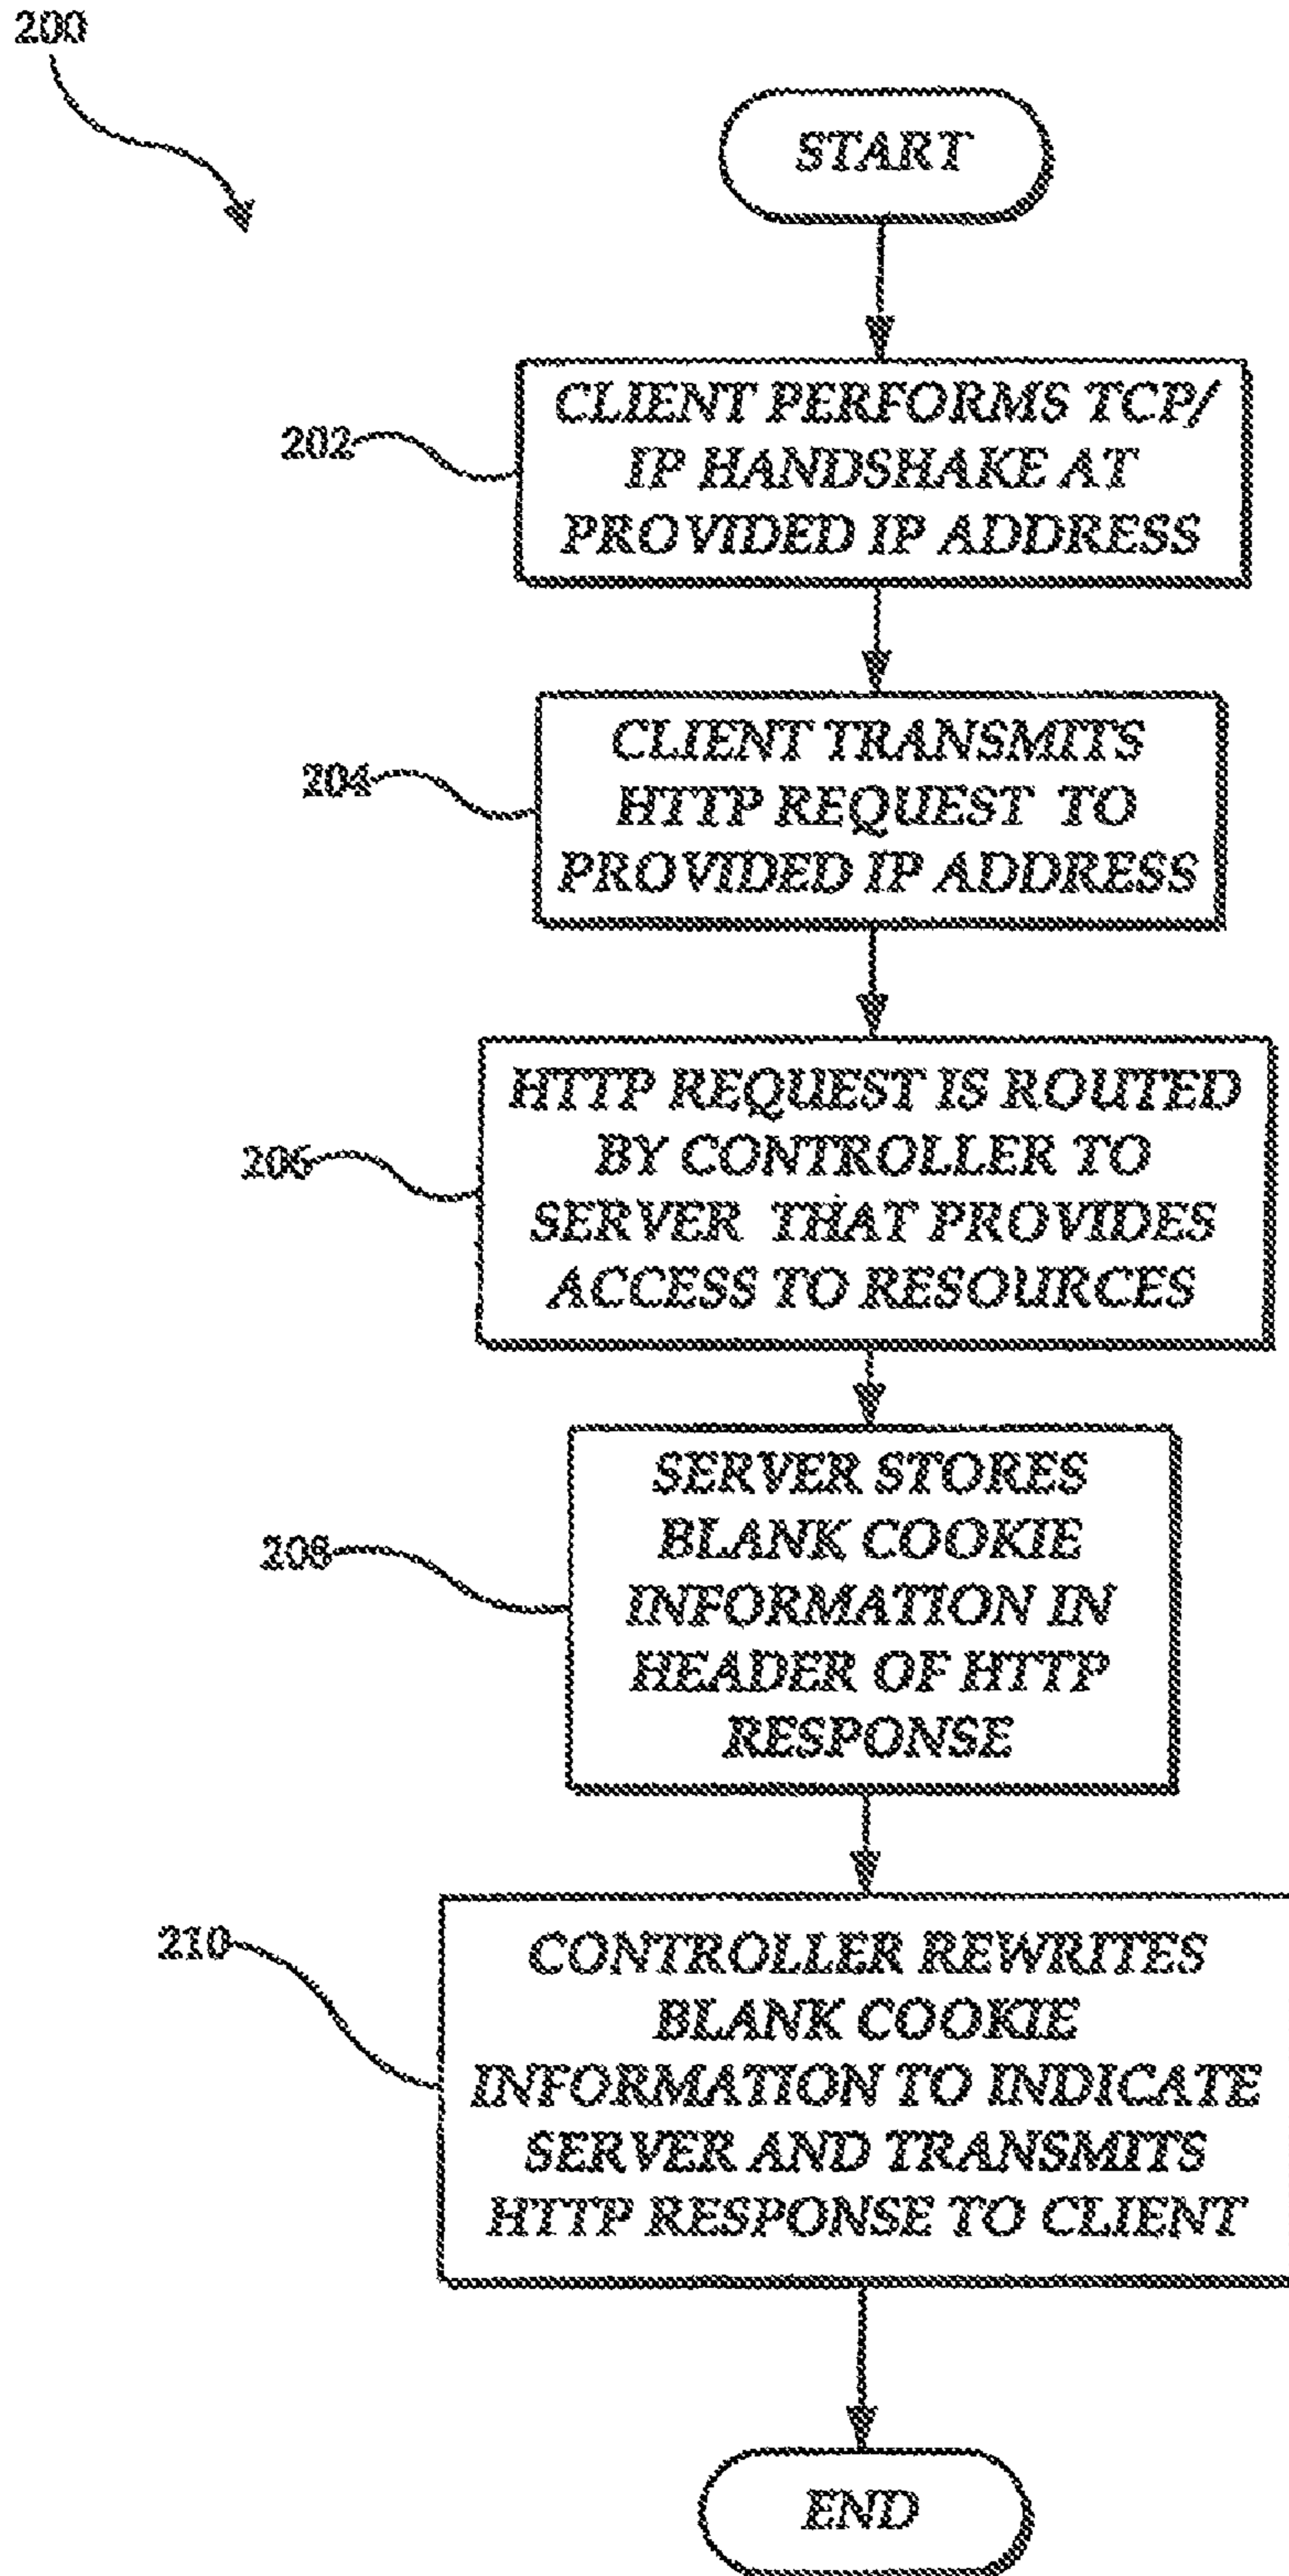 200
START
202
CLIENT PERFORMS TCP/
IP HANDSHAKE AT
PROVIDED IP ADDRESS
204
CLIENT TRANSMITS
HTTP REQUEST TO
PROVIDED IP ADDRESS
206
HTTP REQUEST IS ROUTED
BY CONTROLLER TO
SERVER THAT PROVIDES
ACCESS TO RESOURCES
208
SERVER STORES
BLANK COOKIE
INFORMATION IN
HEADER OF HTTP
RESPONSE
210
CONTROLLER REWRITES
BLANK COOKIE
INFORMATION TO INDICATE
SERVER AND TRANSMITS
HTTP RESPONSE TO CLIENT
END